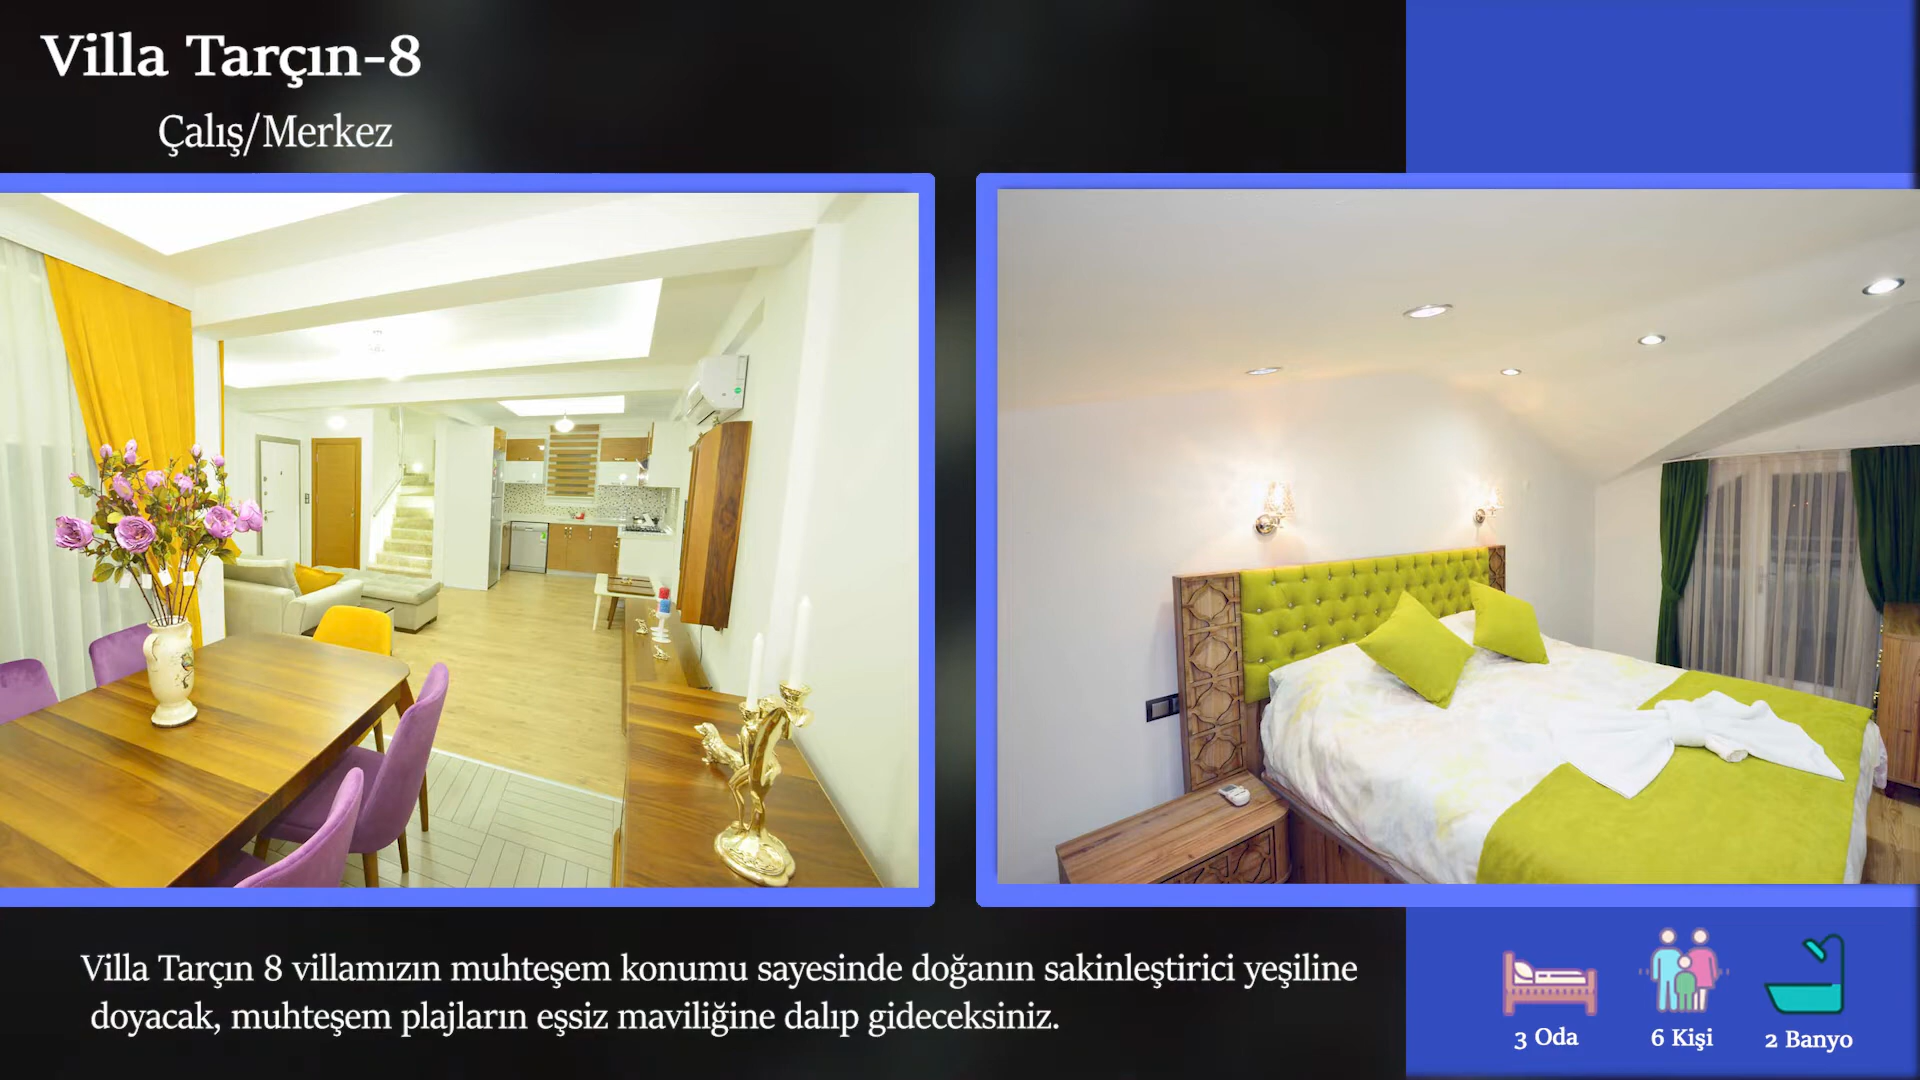 Villa Tarçın-8
Çalış/Merkez
Villa Tarçın 8 villamızın muhteşem konumu sayesinde doğanın sakinleştirici yeşiline
doyacak, muhteşem plajların eşsiz maviliğine dalıp gideceksiniz.
3 Oda
6 Kişi
2 Banyo